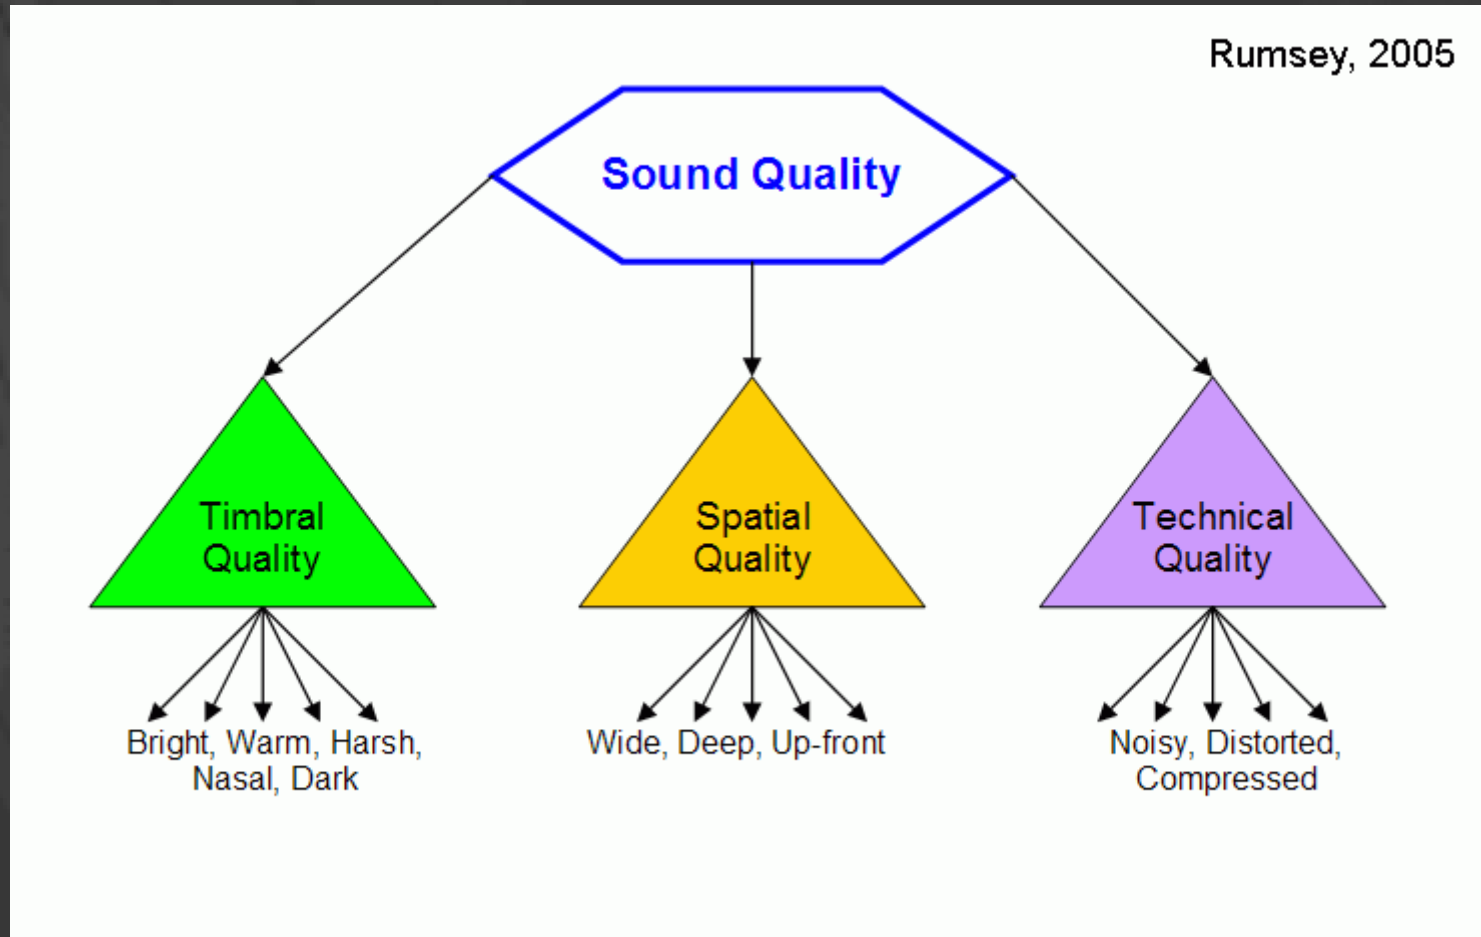 Rumsey, 2005
Sound Quality
Timbral
Quality
Spatial
Quality
Technical
Quality
Bright, Warm, Harsh,
Nasal, Dark
Wide, Deep, Up-front
Noisy, Distorted,
Compressed